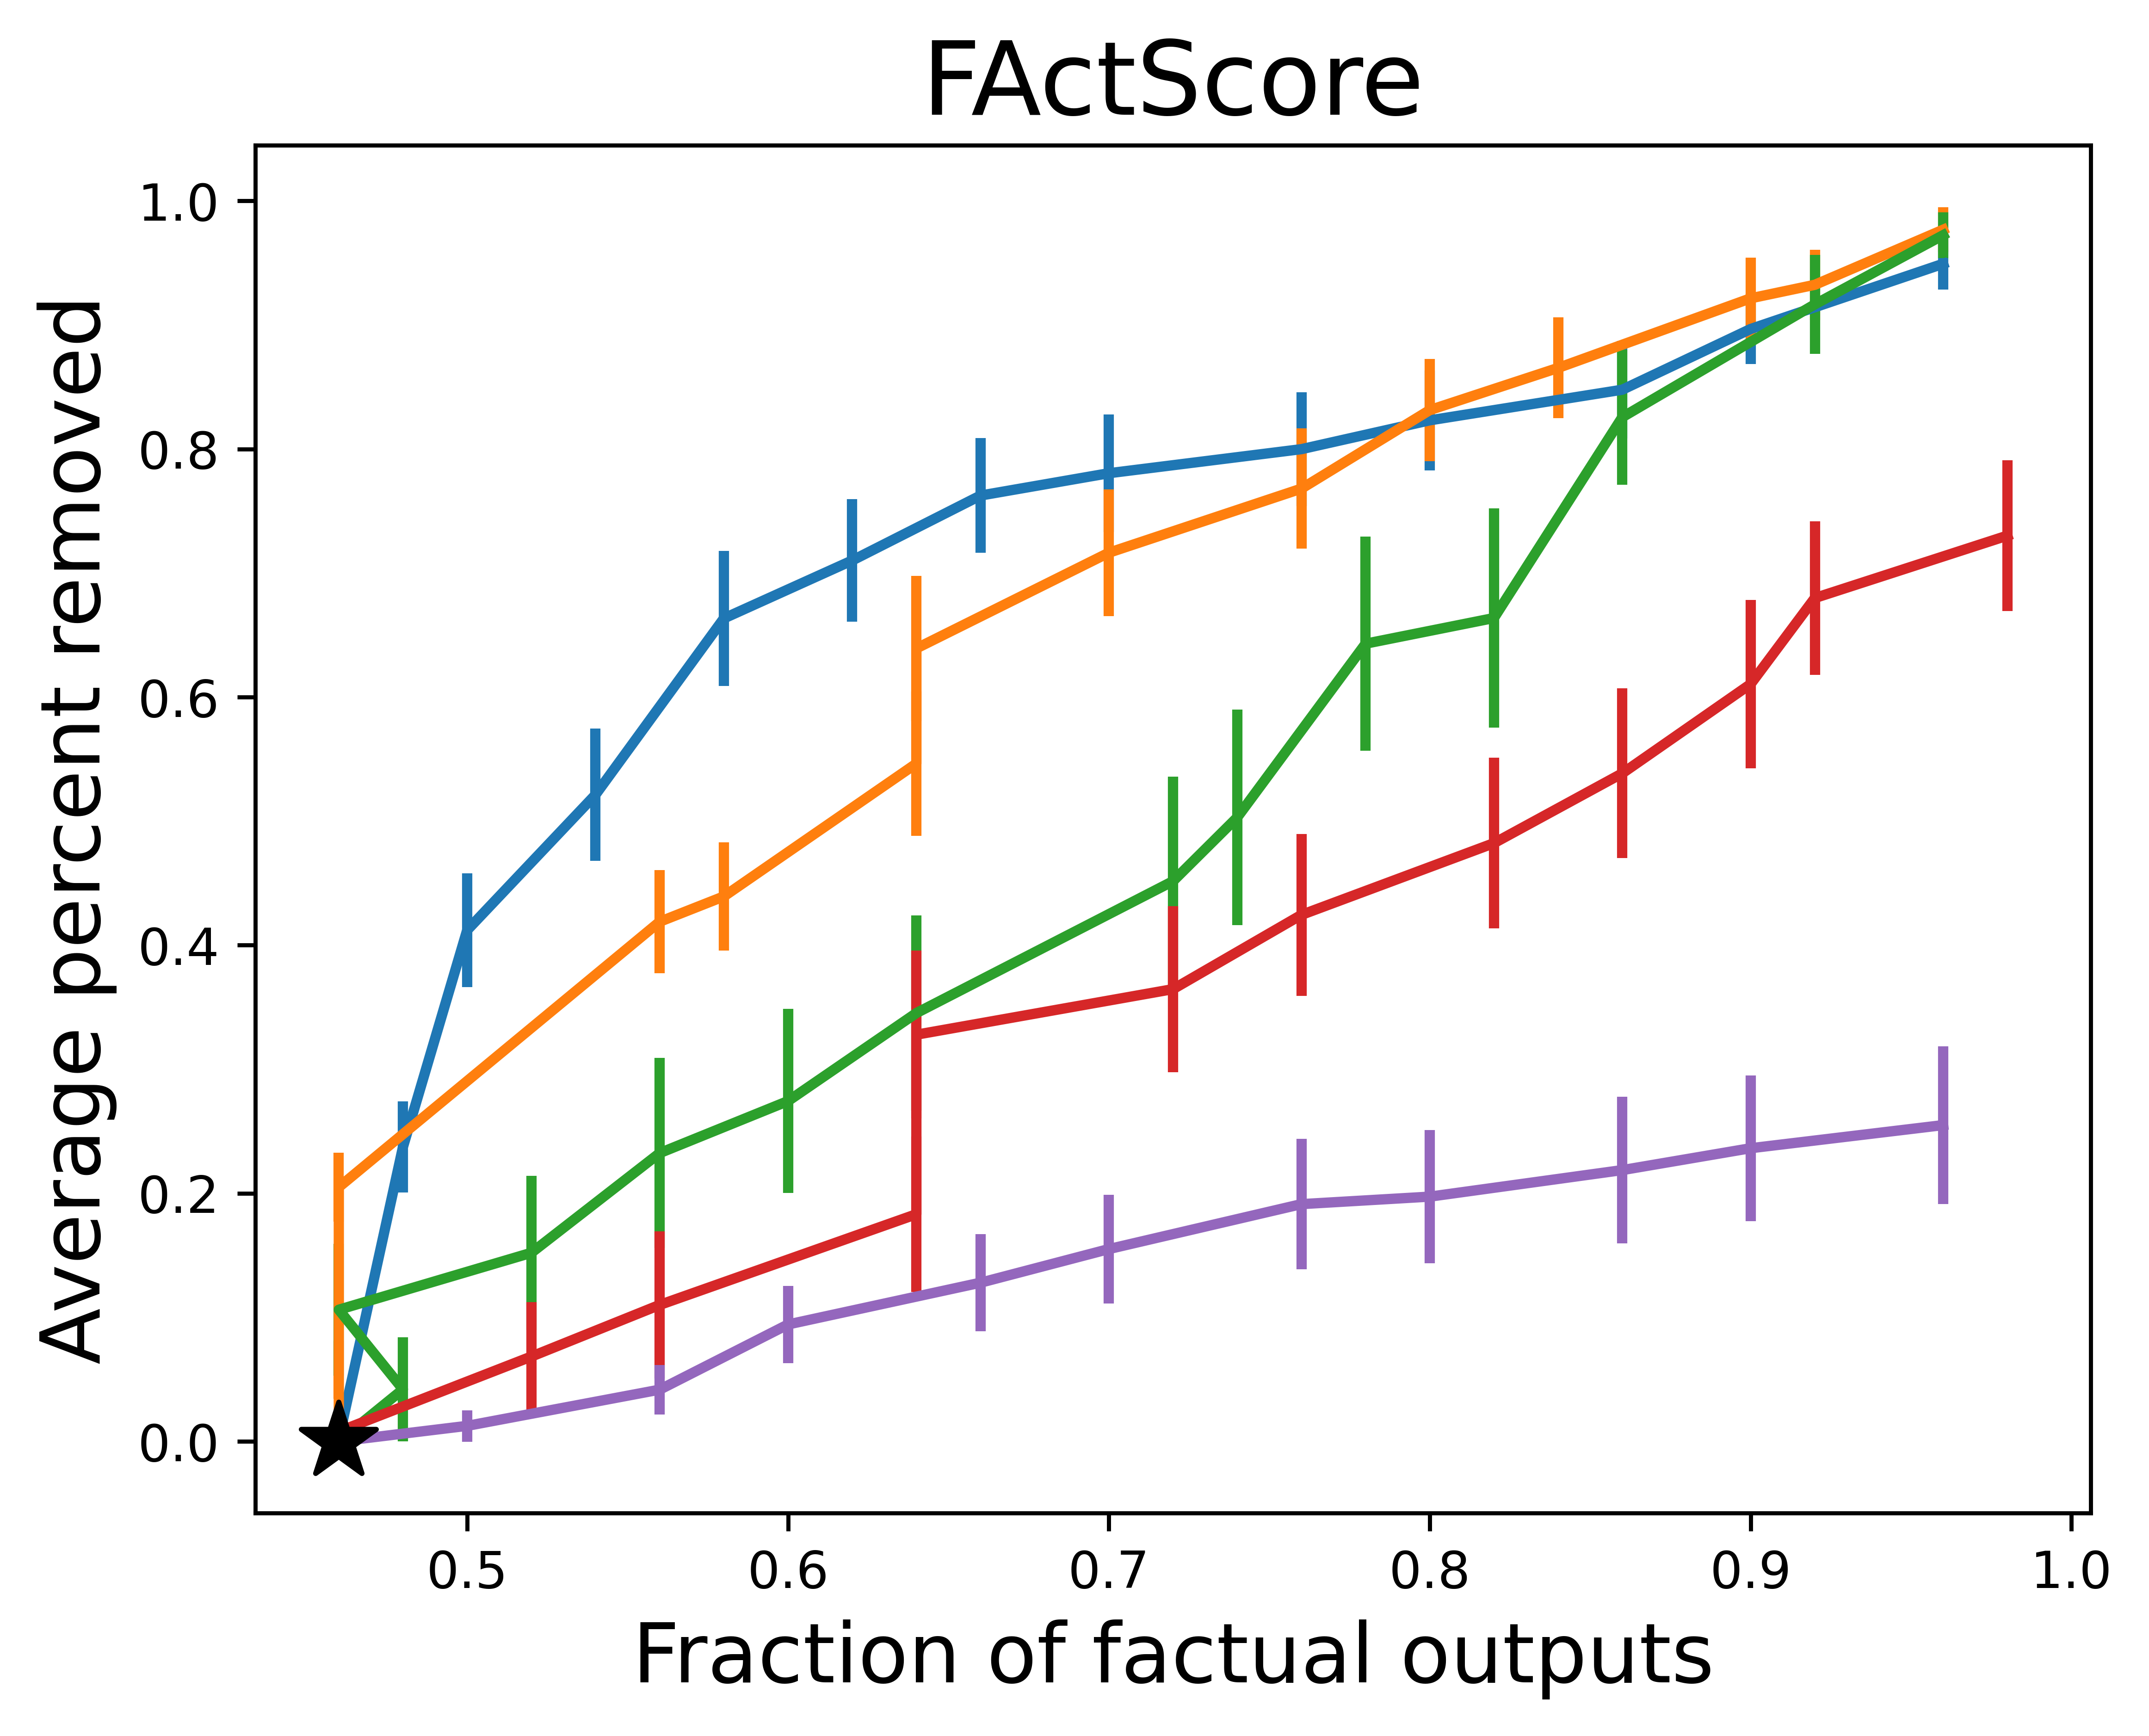 FActScore
Average percent removed
1.0
0.8
0.6
0.4
0.2
0.0
0.5 0.6 0.7 0.8 0.9 1.0
Fraction of factual outputs